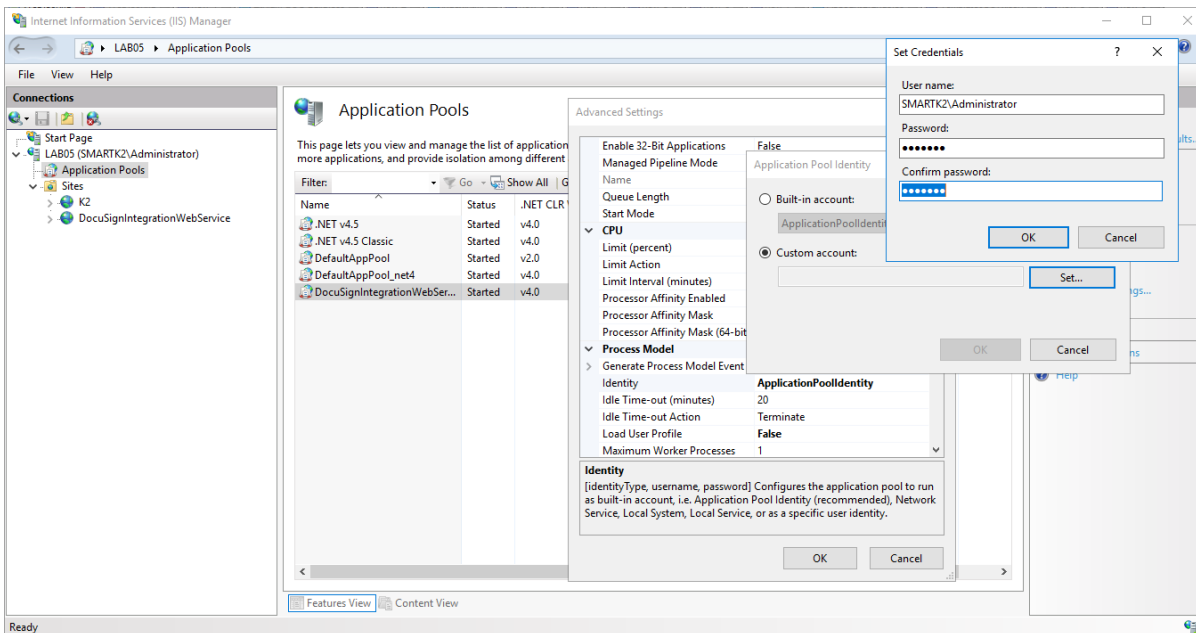 Internet Information Services (IIS) Manager
LAB05 Application Pools
File View Help
Connections
Start Page
LAB05 (SMARTK2\Administrator)
Application Pools
Sites
K2
DocuSignIntegrationWebService
Application Pools
This page lets you view and manage the list of application
more applications, and provide isolation among different
Filter: Go Show All G
Name Status .NET CLR
.NET v4.5 Started v4.0
.NET v4.5 Classic Started v4.0
DefaultAppPool Started v2.0
DefaultAppPool_net4 Started v4.0
DocuSignIntegrationWebSer... Started v4.0
Features View Content View
Ready
Advanced Settings
Enable 32-Bit Applications False
Managed Pipeline Mode
Name
Queue Length
Start Mode
CPU
Limit (percent)
Limit Action
Limit Interval (minutes)
Processor Affinity Enabled
Processor Affinity Mask
Processor Affinity Mask (64-bit
Process Model
Generate Process Model Event
Identity ApplicationPoolIdentity
Idle Time-out (minutes) 20
Idle Time-out Action Terminate
Load User Profile False
Maximum Worker Processes 1
Identity
[identityType, username, password] Configures the application pool to run
as built-in account, i.e. Application Pool Identity (recommended), Network
Service, Local System, Local Service, or as a specific user identity.
OK Cancel
Application Pool Identity
Built-in account:
ApplicationPoolIdentit
Custom account:
Set...
OK Cancel
Set Credentials
?
User name:
SMARTK2\Administrator
Password:
●●●●●●●
Confirm password:
●●●●●●●
OK Cancel
Help